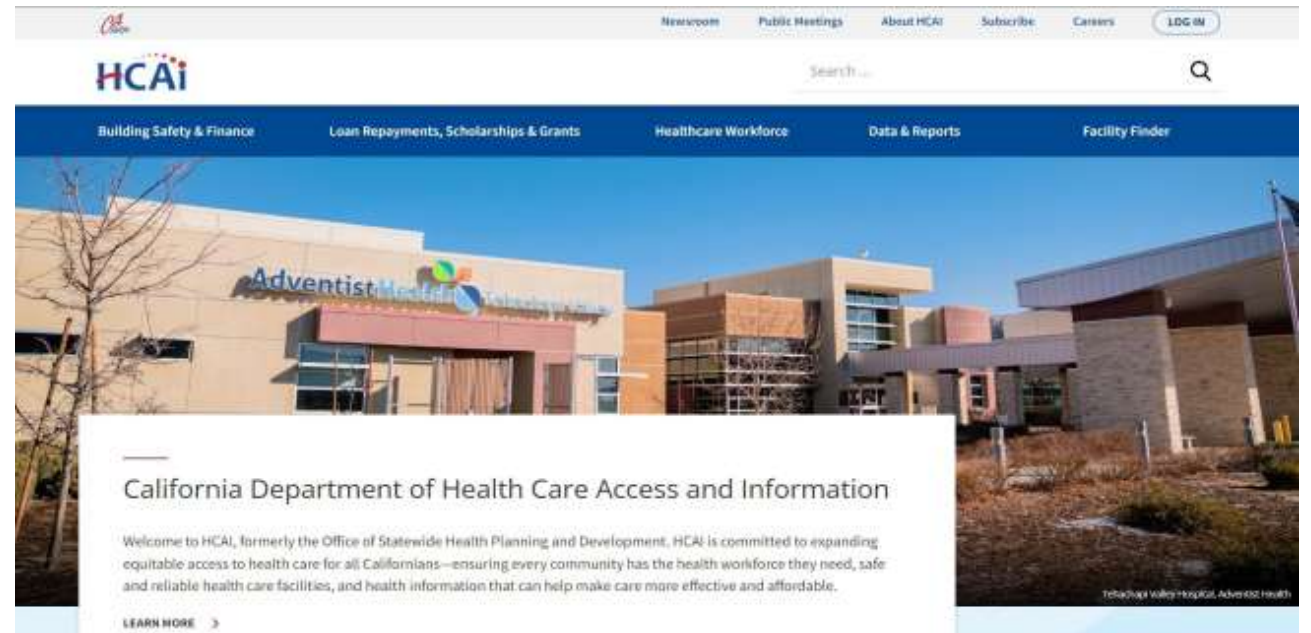 CA
.GOV
Newsroom Public Meetings About HCAI Subscribe Careers LOG IN
HCAi
Search ...
Building Safety & Finance Loan Repayments, Scholarships & Grants Healthcare Workforce Data & Reports Facility Finder
Adventist Health Tehachapi Valley
California Department of Health Care Access and Information
Welcome to HCAI, formerly the Office of Statewide Health Planning and Development. HCAI is committed to expanding
equitable access to health care for all Californians—ensuring every community has the health workforce they need, safe
and reliable health care facilities, and health information that can help make care more effective and affordable.
Tehachapi Valley Hospital, Adventist Health
LEARN MORE >